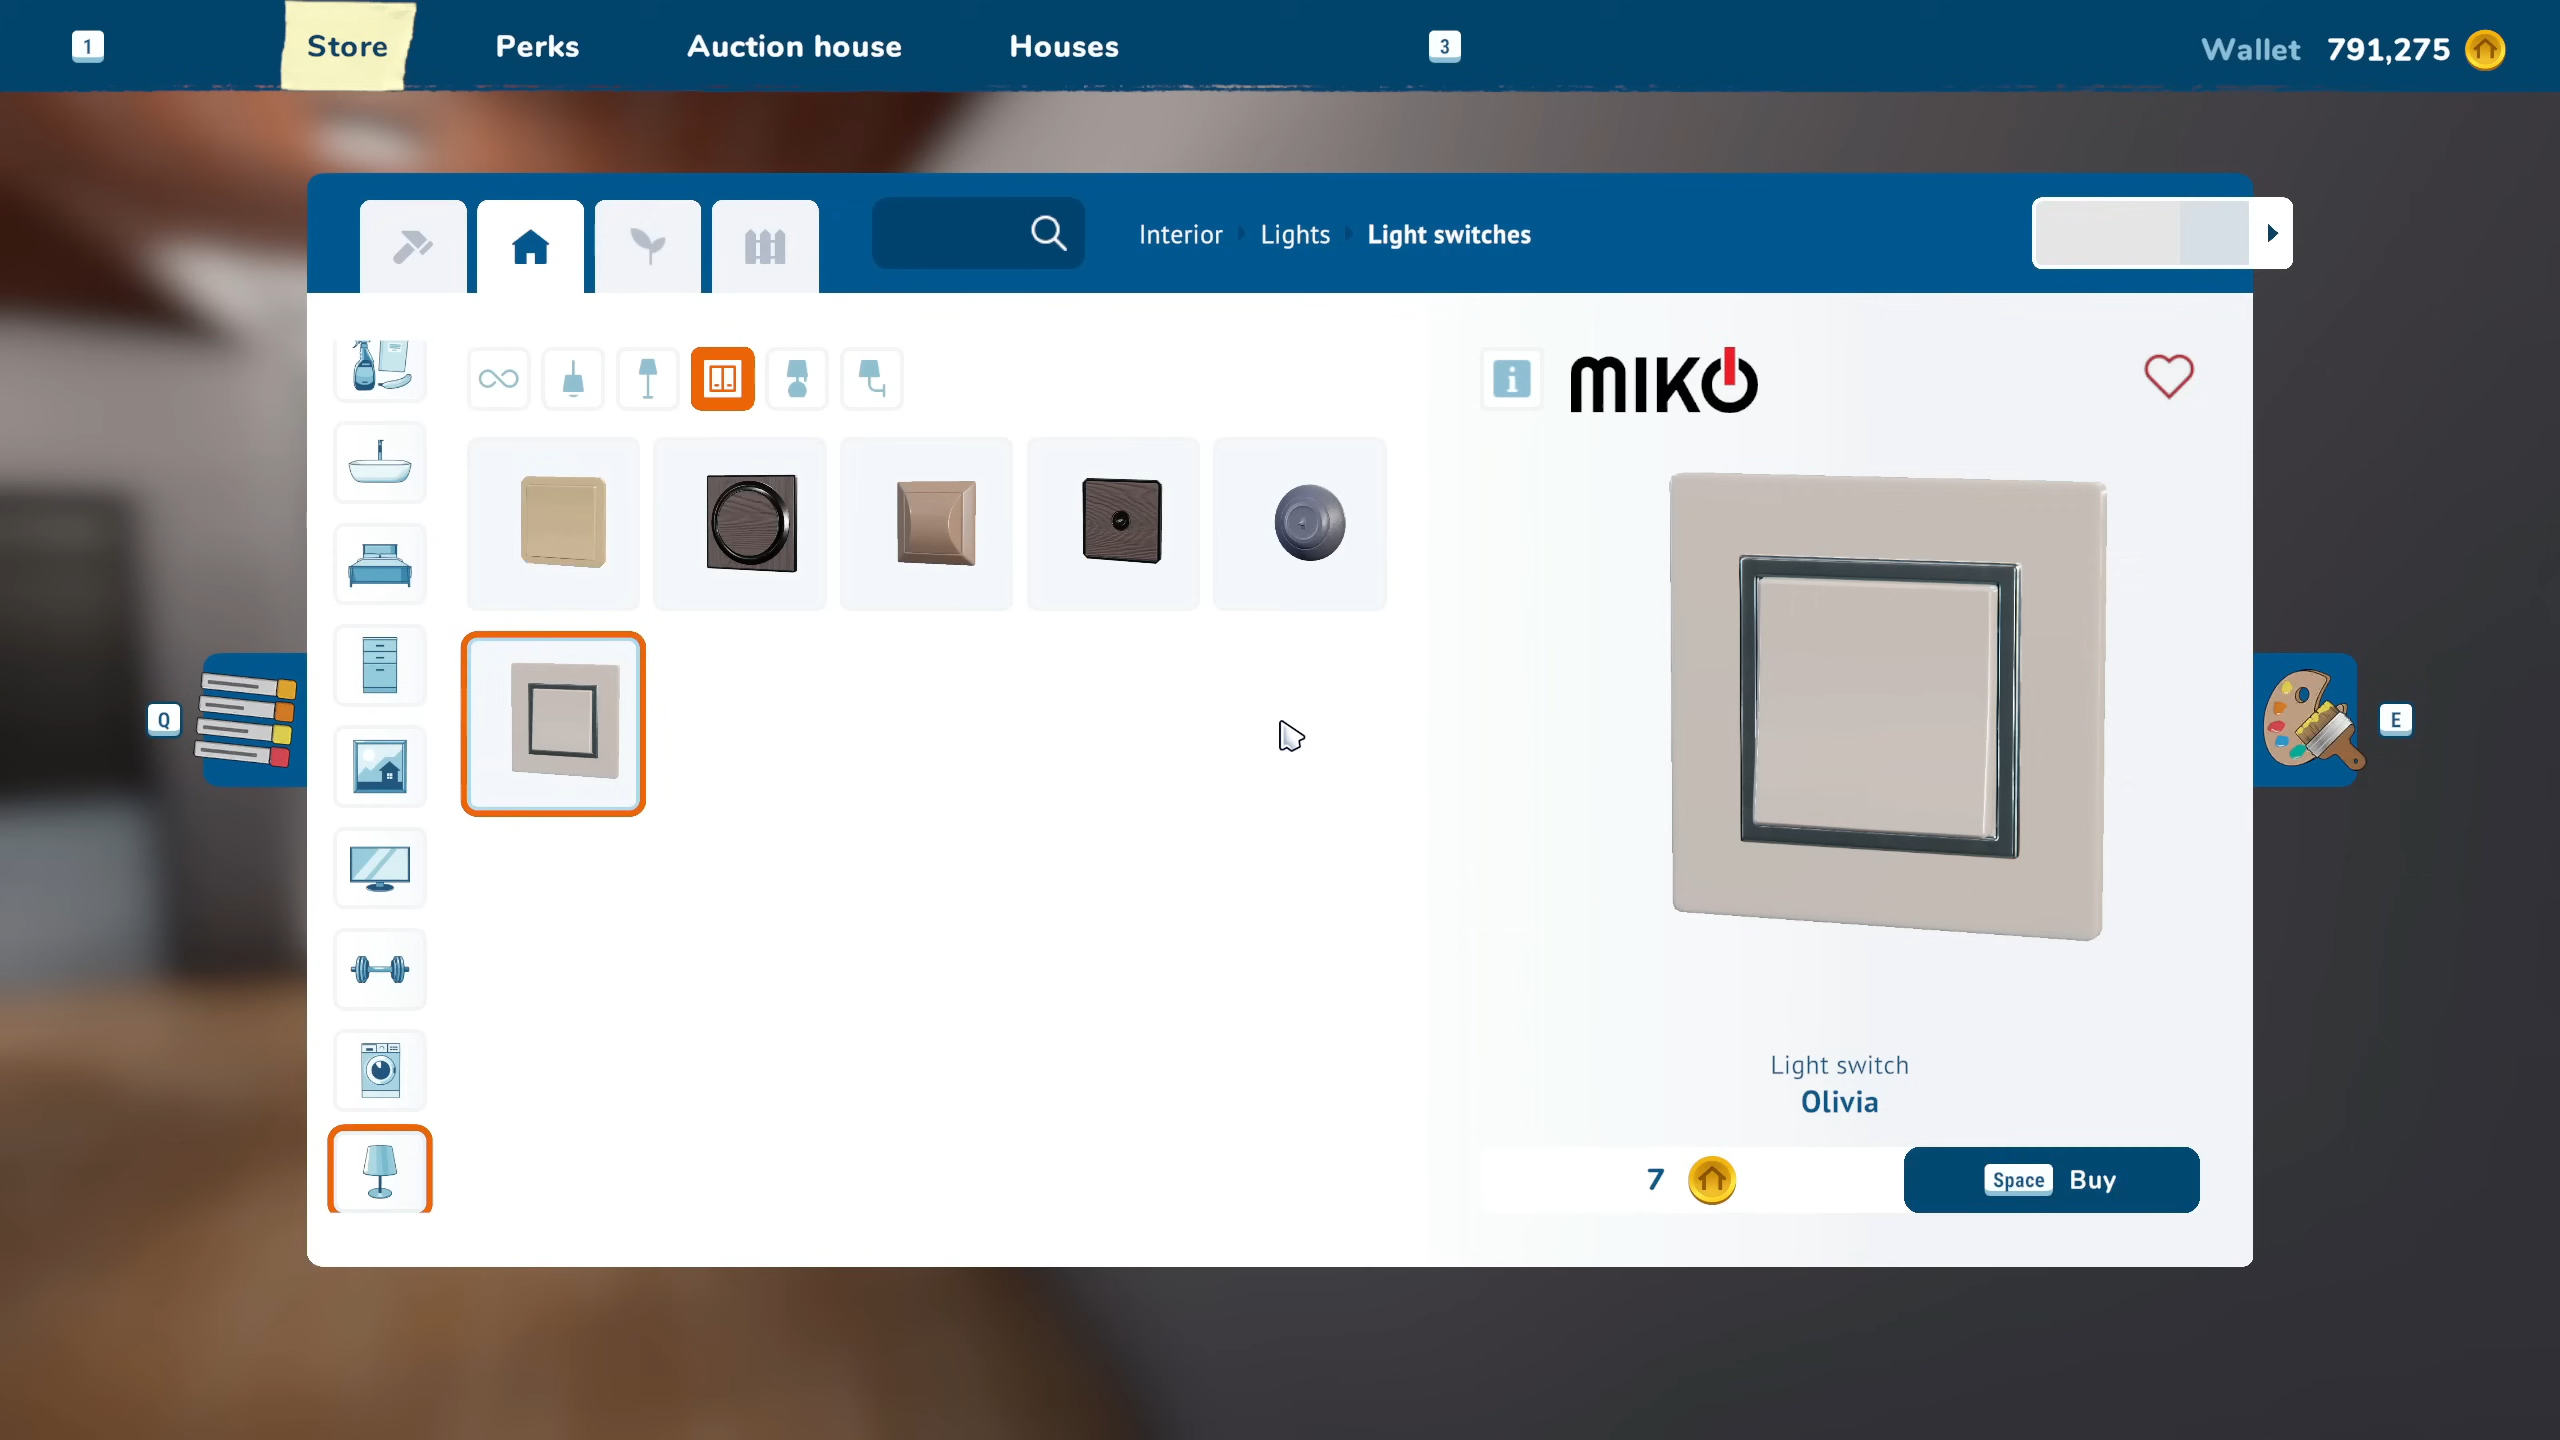 1
Store
Perks
Auction house
Houses
3
Wallet 791,275
Interior
Lights
Light switches
MIKO
Q
E
Light switch
Olivia
7
Space Buy